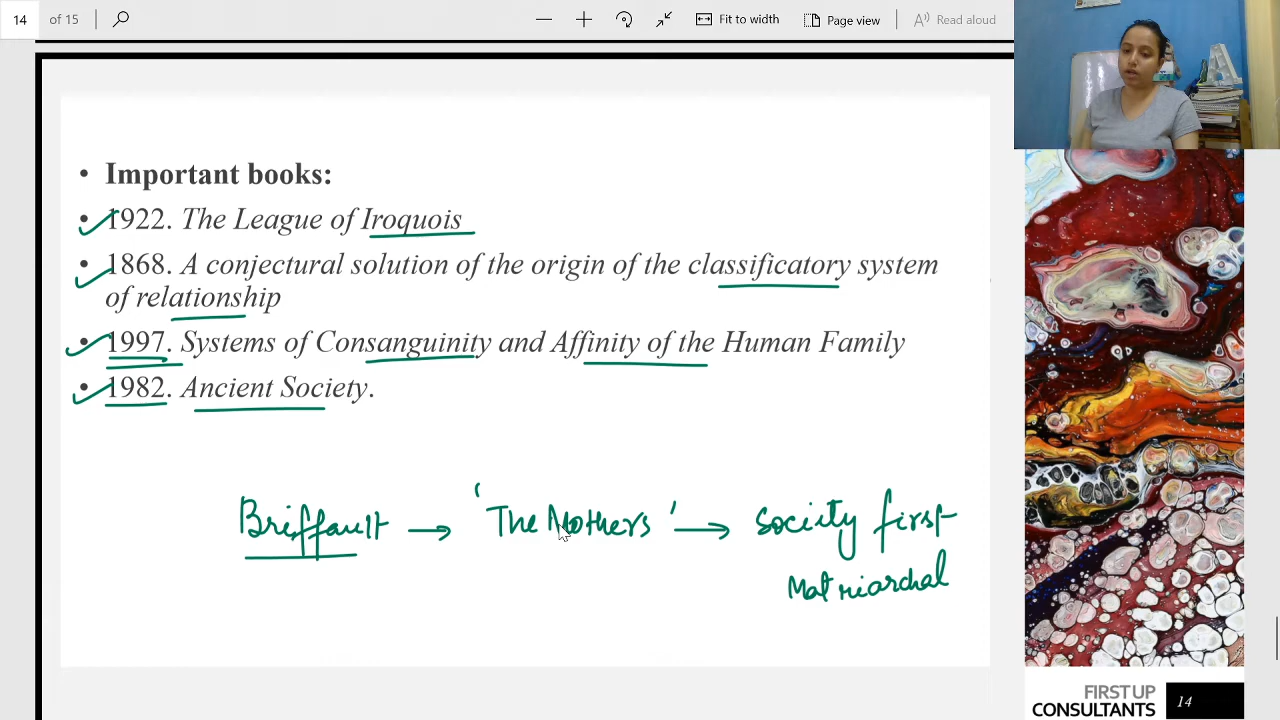 14 of 15 Fit to width Page view Read aloud
• Important books:
• 1922. The League of Iroquois
• 1868. A conjectural solution of the origin of the classificatory system
of relationship
• 1997. Systems of Consanguinity and Affinity of the Human Family
• 1982. Ancient Society.
Briffault → 'The Mothers' → Society first
Matriarchal
FIRST UP
CONSULTANTS 14